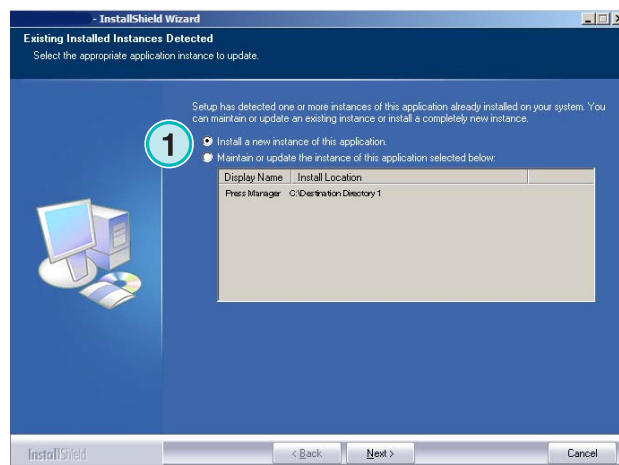 - InstallShield Wizard
Existing Installed Instances Detected
Select the appropriate application instance to update.
Setup has detected one or more instances of this application already installed on your system. You
can maintain or update an existing instance or install a completely new instance.
1
Install a new instance of this application.
Maintain or update the instance of this application selected below:
Display Name Install Location
Press Manager C:\Destination Directory 1
InstallShield
< Back Next > Cancel